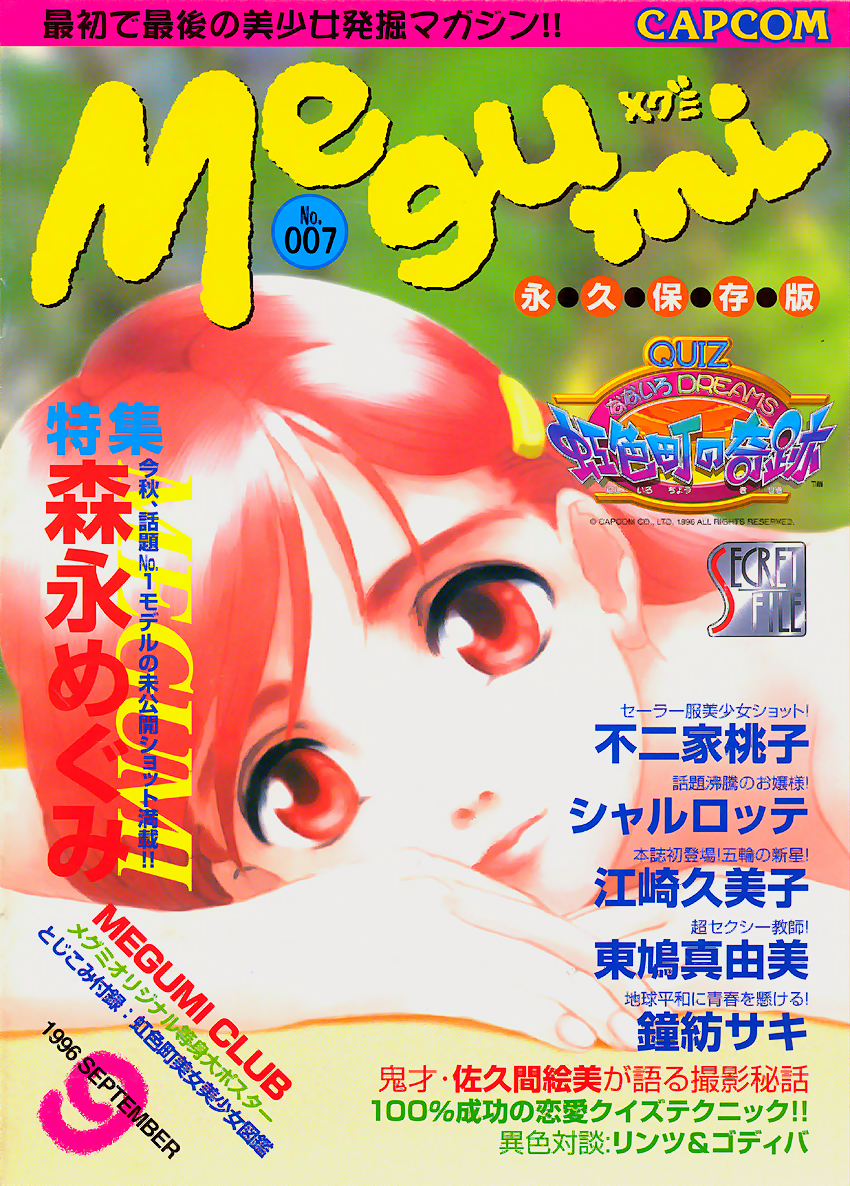 最初で最後の美少女発掘マガジン!!
CAPCOM
Megumi
メグミ
No.
007
永●久●保●存●版
QUIZ
なないろDREAMS
虹色町の奇跡
にじ いろ ちょう き せき
© CAPCOM CO., LTD. 1996 ALL RIGHTS RESERVED.
SECRET
FILE
特集
森永めぐみ
MEGUMI
今秋、話題No.1モデルの未公開ショット満載!!
セーラー服美少女ショット!
不二家桃子
話題沸騰のお嬢様!
シャルロッテ
本誌初登場!五輪の新星!
江崎久美子
超セクシー教師!
東鳩真由美
地球平和に青春を懸ける!
鐘紡サキ
鬼才・佐久間絵美が語る撮影秘話
100%成功の恋愛クイズテクニック!!
異色対談:リンツ&ゴディバ
MEGUMI CLUB
メグミオリジナル等身大ポスター
とじこみ付録:虹色町美女美少女図鑑
1996 SEPTEMBER
9